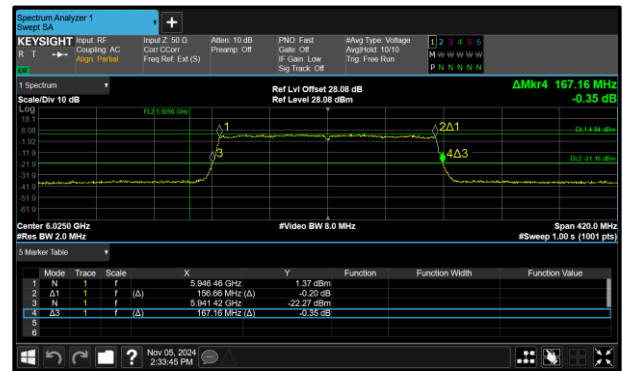 Spectrum Analyzer 1
Swept SA
KEYSIGHT Input: RF Input Z: 50 Ω Atten: 10 dB PNO: Fast #Avg Type: Voltage 1 2 3 4 5 6
R T Coupling: AC Corr CCorr Preamp: Off Gate: Off Avg|Hold: 10/10 M W W W W W
Align: Partial Freq Ref: Ext (S) IF Gain: Low Trig: Free Run
Sig Track: Off P N N N N N
1 Spectrum Ref Lvl Offset 28.08 dB ΔMkr4 167.16 MHz
Scale/Div 10 dB Ref Level 28.08 dBm -0.35 dB
Log
18.1
8.08
-1.92
-11.9
-21.9
-31.9
-41.9
-51.9
-61.9
FL2 5.9250 GHz
1
2Δ1
DL1 4.84 dBm
3
4Δ3
DL2 -21.16 dBm
Center 6.0250 GHz #Video BW 8.0 MHz Span 420.0 MHz
#Res BW 2.0 MHz #Sweep 1.00 s (1001 pts)
5 Marker Table
Mode Trace Scale X Y Function Function Width Function Value
1 N 1 f 5.946 46 GHz 1.37 dBm
2 Δ1 1 f (Δ) 156.66 MHz (Δ) -0.20 dB
3 N 1 f 5.941 42 GHz -22.27 dBm
4 Δ3 1 f (Δ) 167.16 MHz (Δ) -0.35 dB
5
6
? Nov 05, 2024
2:33:45 PM